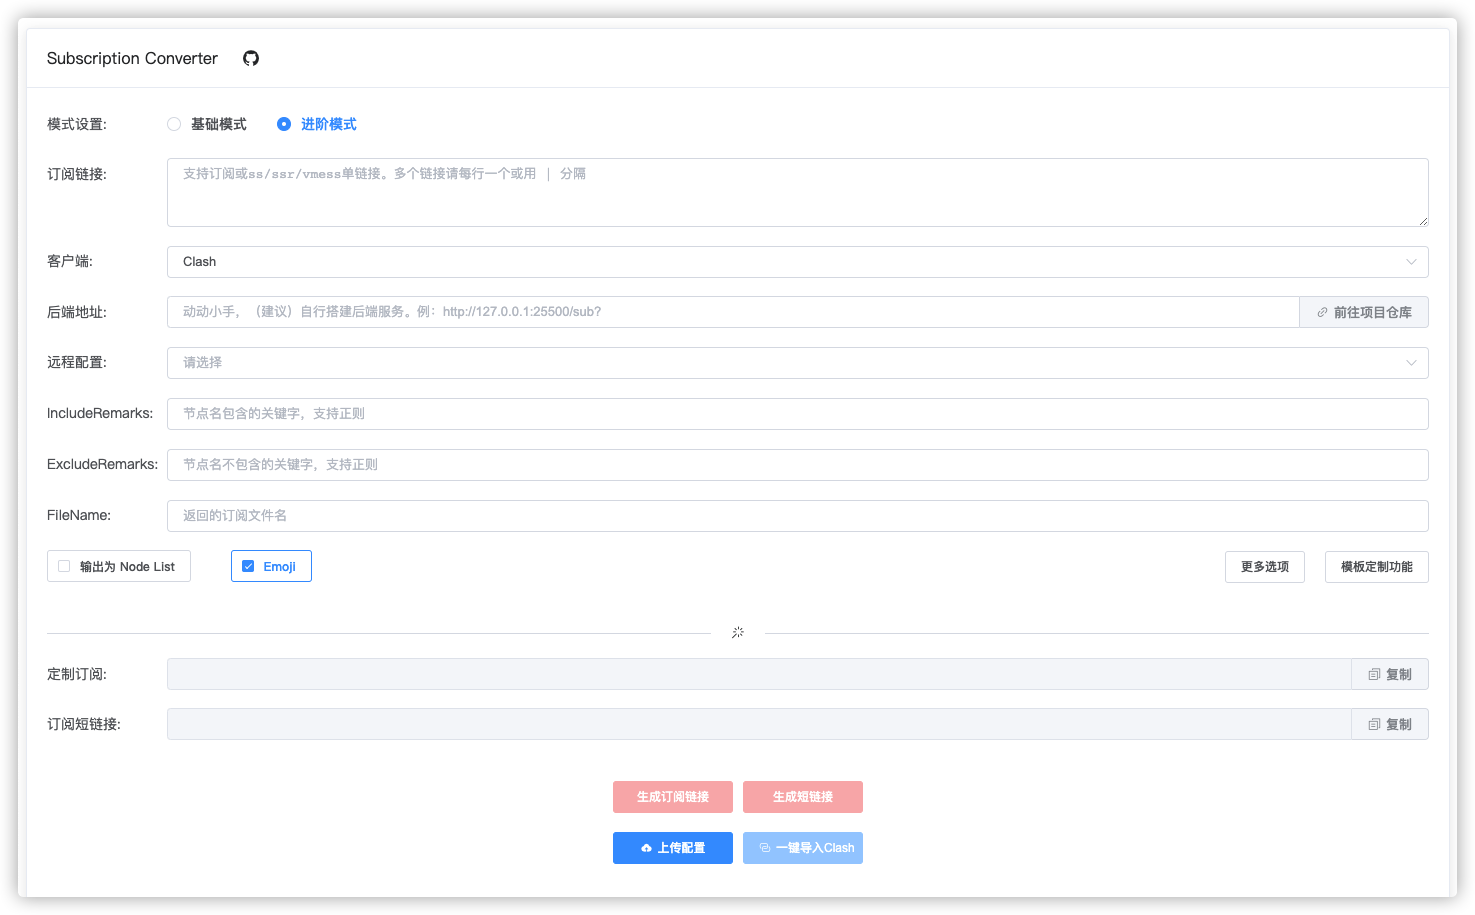 Subscription Converter
模式设置: 基础模式 进阶模式
订阅链接: 支持订阅或ss/ssr/vmess单链接。多个链接请每行一个或用 | 分隔
客户端: Clash
后端地址: 动动小手，（建议）自行搭建后端服务。例：http://127.0.0.1:25500/sub? 前往项目仓库
远程配置: 请选择
IncludeRemarks: 节点名包含的关键字，支持正则
ExcludeRemarks: 节点名不包含的关键字，支持正则
FileName: 返回的订阅文件名
输出为 Node List Emoji 更多选项 模板定制功能
定制订阅: 复制
订阅短链接: 复制
生成订阅链接 生成短链接
上传配置 一键导入Clash